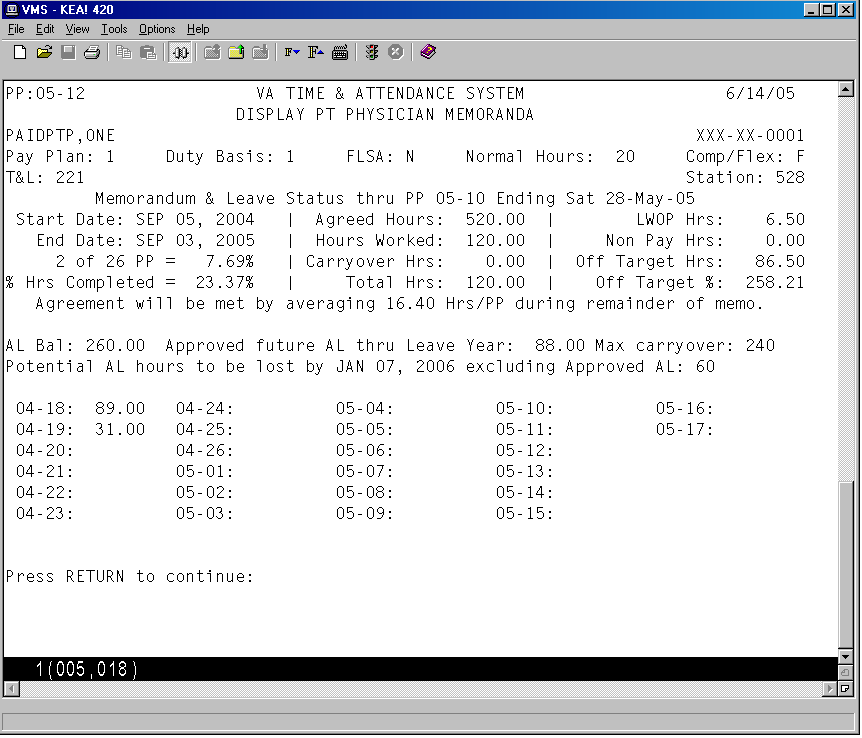 VMS - KEA! 420
File Edit View Tools Options Help
PP:05-12 VA TIME & ATTENDANCE SYSTEM 6/14/05
DISPLAY PT PHYSICIAN MEMORANDA
PAIDPTP,ONE XXX-XX-0001
Pay Plan: 1 Duty Basis: 1 FLSA: N Normal Hours: 20 Comp/Flex: F
T&L: 221 Station: 528
Memorandum & Leave Status thru PP 05-10 Ending Sat 28-May-05
Start Date: SEP 05, 2004 | Agreed Hours: 520.00 | LWOP Hrs: 6.50
End Date: SEP 03, 2005 | Hours Worked: 120.00 | Non Pay Hrs: 0.00
2 of 26 PP = 7.69% | Carryover Hrs: 0.00 | Off Target Hrs: 86.50
% Hrs Completed = 23.37% | Total Hrs: 120.00 | Off Target %: 258.21
Agreement will be met by averaging 16.40 Hrs/PP during remainder of memo.
AL Bal: 260.00 Approved future AL thru Leave Year: 88.00 Max carryover: 240
Potential AL hours to be lost by JAN 07, 2006 excluding Approved AL: 60
04-18: 89.00 04-24: 05-04: 05-10: 05-16:
04-19: 31.00 04-25: 05-05: 05-11: 05-17:
04-20: 04-26: 05-06: 05-12:
04-21: 05-01: 05-07: 05-13:
04-22: 05-02: 05-08: 05-14:
04-23: 05-03: 05-09: 05-15:
Press RETURN to continue:
1(005,018)